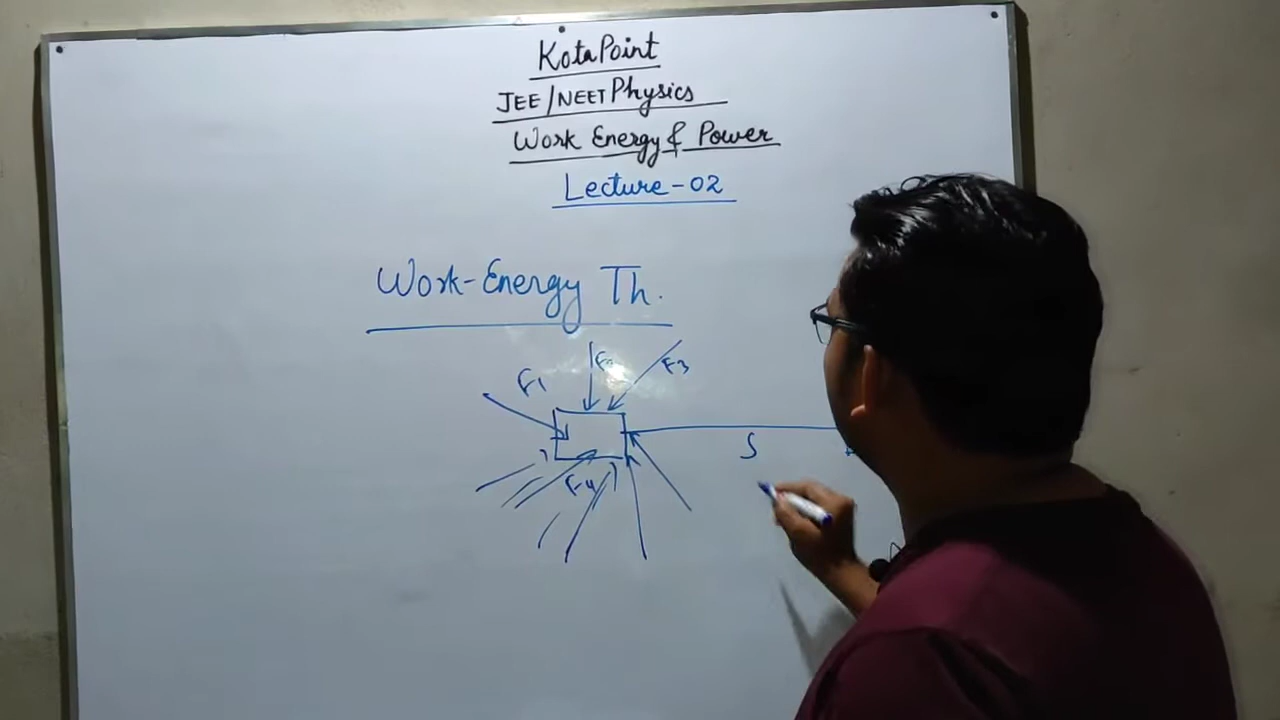 KotaPoint
JEE/NEET Physics
Work Energy & Power
Lecture-02
Work-Energy Th.
F1
F3
S
F4